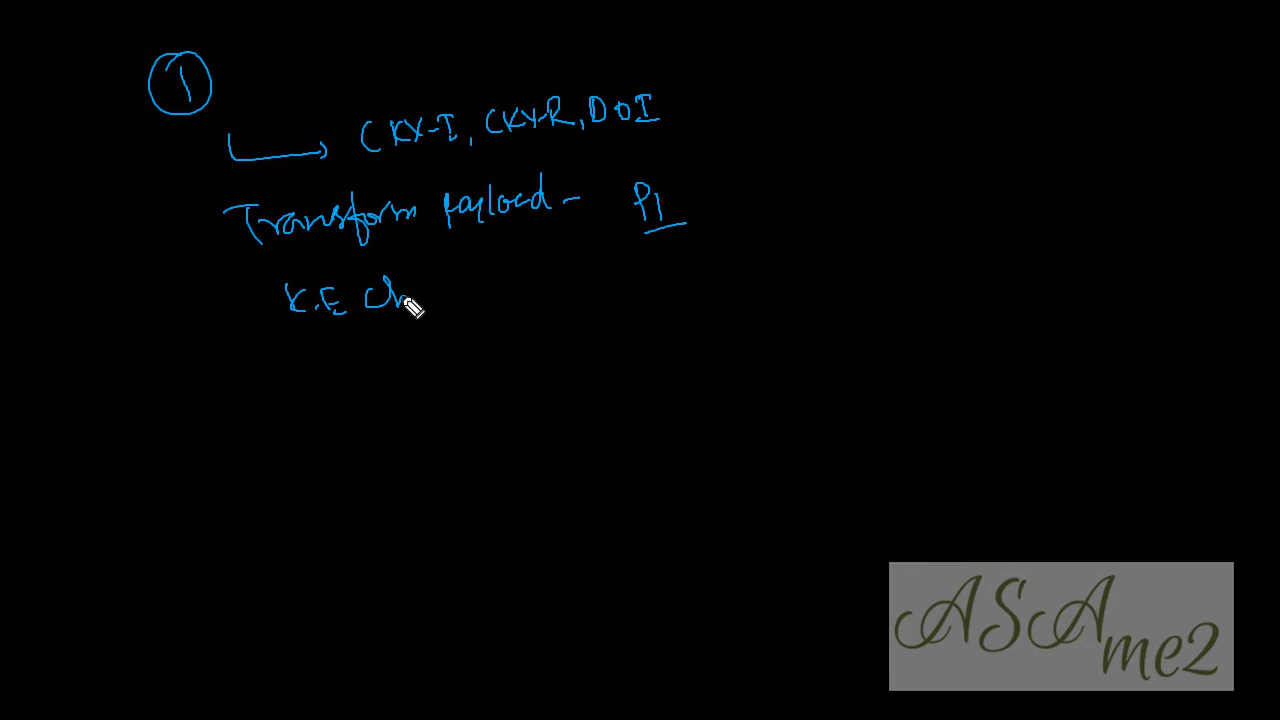 1
CKY-I, CKY-R, DOI
Transform payload - P1
K.E
ASAme2